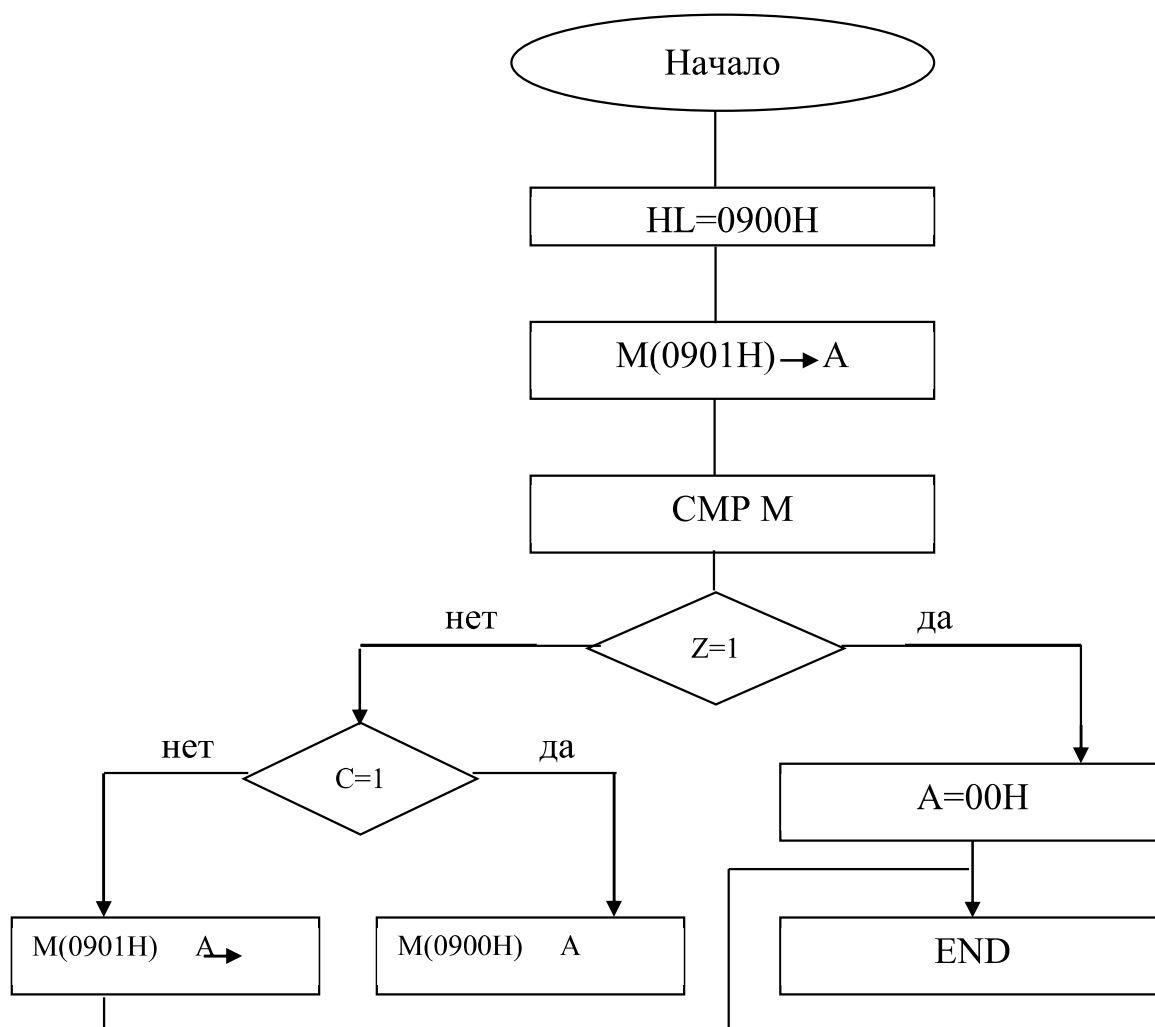 Начало
HL=0900H
M(0901H)→A
CMP M
нет
да
Z=1
нет
да
C=1
A=00H
M(0901H) A→
M(0900H) A
END